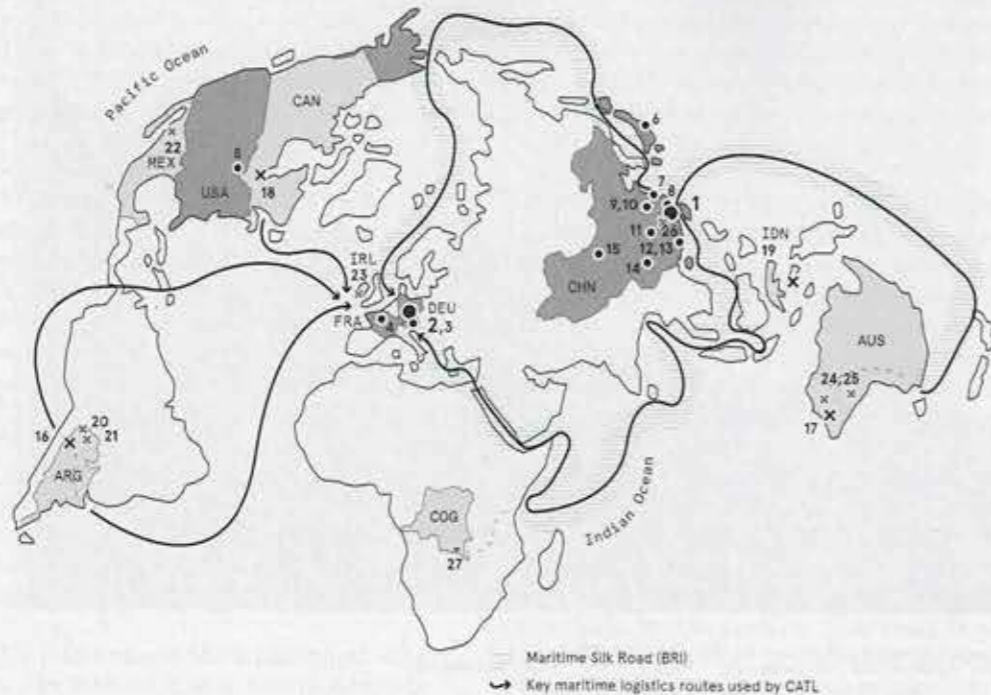 Pacific Ocean
CAN
22
MEX
USA
18
6
7
8
9,10
1
11
26
12,13
15
14
CHN
IDN
19
IRL
23
FRA
DEU
4
2,3
AUS
24,25
17
20
16
21
ARG
COG
27
Indian Ocean
Maritime Silk Road (BRI)
Key maritime logistics routes used by CATL